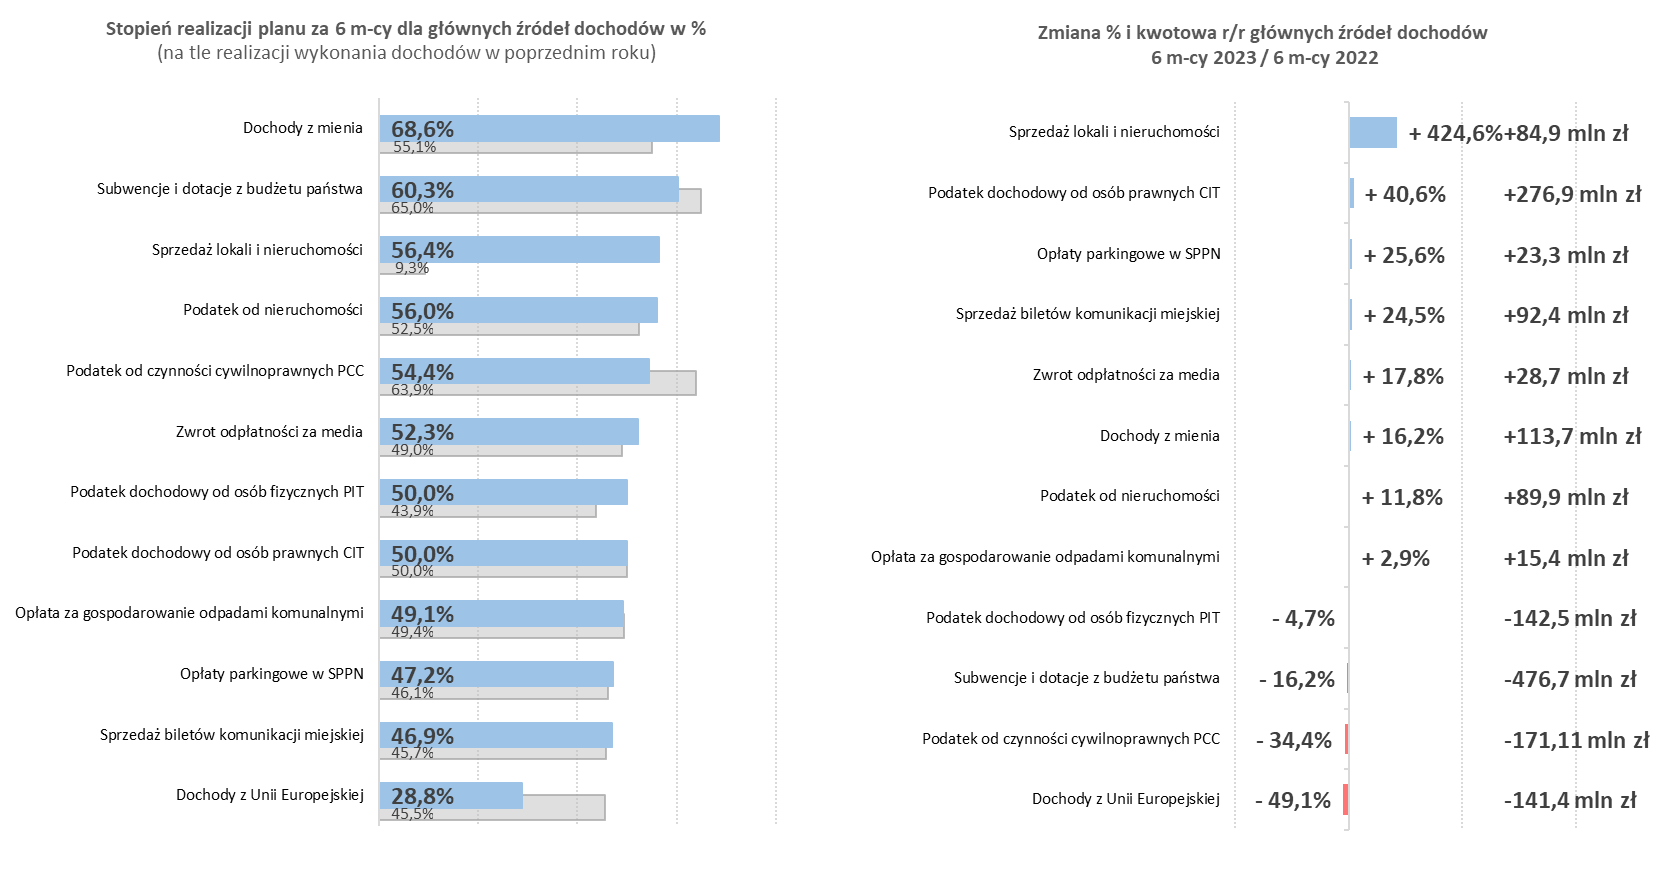 Stopień realizacji planu za 6 m-cy dla głównych źródeł dochodów w %
(na tle realizacji wykonania dochodów w poprzednim roku)
Dochody z mienia
68,6%
55,1%
Subwencje i dotacje z budżetu państwa
60,3%
65,0%
Sprzedaż lokali i nieruchomości
56,4%
9,3%
Podatek od nieruchomości
56,0%
52,5%
Podatek od czynności cywilnoprawnych PCC
54,4%
63,9%
Zwrot odpłatności za media
52,3%
49,0%
Podatek dochodowy od osób fizycznych PIT
50,0%
43,9%
Podatek dochodowy od osób prawnych CIT
50,0%
50,0%
Opłata za gospodarowanie odpadami komunalnymi
49,1%
49,4%
Opłaty parkingowe w SPPN
47,2%
46,1%
Sprzedaż biletów komunikacji miejskiej
46,9%
45,7%
Dochody z Unii Europejskiej
28,8%
45,5%
Zmiana % i kwotowa r/r głównych źródeł dochodów
6 m-cy 2023 / 6 m-cy 2022
Sprzedaż lokali i nieruchomości + 424,6% +84,9 mln zł
Podatek dochodowy od osób prawnych CIT + 40,6% +276,9 mln zł
Opłaty parkingowe w SPPN + 25,6% +23,3 mln zł
Sprzedaż biletów komunikacji miejskiej + 24,5% +92,4 mln zł
Zwrot odpłatności za media + 17,8% +28,7 mln zł
Dochody z mienia + 16,2% +113,7 mln zł
Podatek od nieruchomości + 11,8% +89,9 mln zł
Opłata za gospodarowanie odpadami komunalnymi + 2,9% +15,4 mln zł
Podatek dochodowy od osób fizycznych PIT - 4,7% -142,5 mln zł
Subwencje i dotacje z budżetu państwa - 16,2% -476,7 mln zł
Podatek od czynności cywilnoprawnych PCC - 34,4% -171,11 mln zł
Dochody z Unii Europejskiej - 49,1% -141,4 mln zł